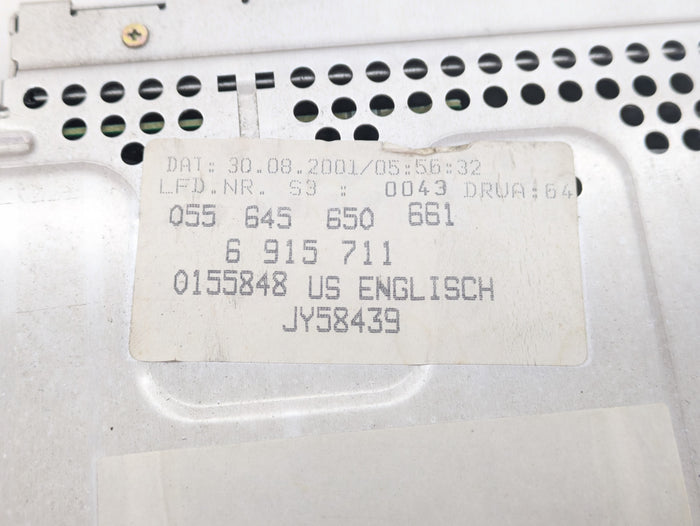 DAT: 30.08.2001/05:56:32
LFD.NR. S3 : 0043 DRVA:64
055 645 650 661
6 915 711
0155848 US ENGLISCH
JY58439